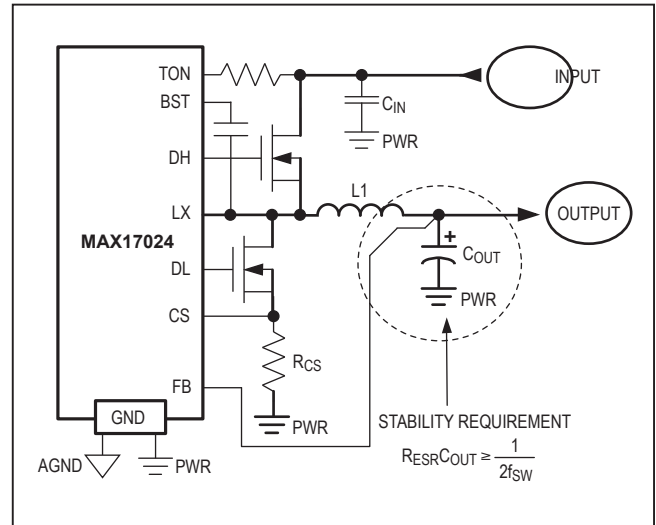 TON
INPUT
BST
CIN
PWR
DH
L1
LX
OUTPUT
MAX17024
+
COUT
DL
PWR
CS
RCS
FB
GND
PWR
STABILITY REQUIREMENT
AGND
PWR
RESRCOUT ≥ 1/2fSW